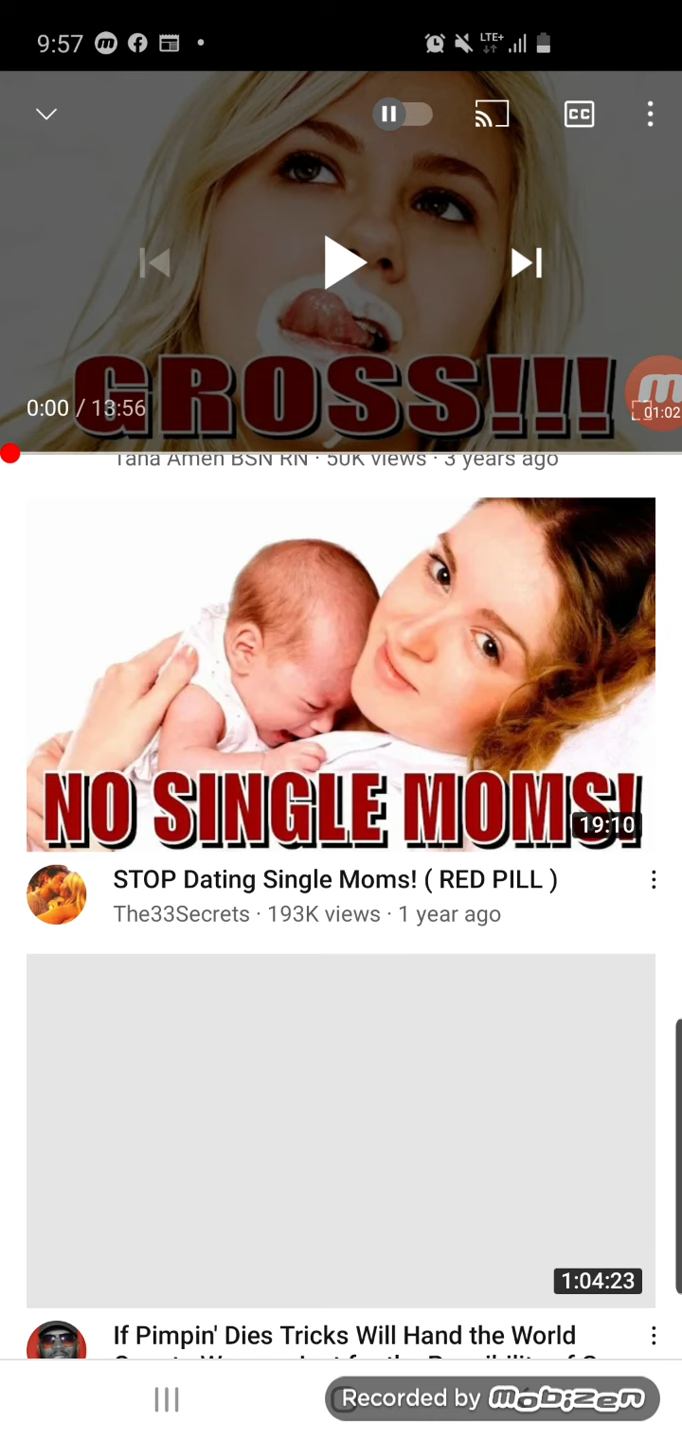 9:57
LTE+
CC
GROSS!!!
0:00 / 13:56
01:02
Tana Amen BSN RN · 50K views · 3 years ago
NO SINGLE MOMS!
19:10
STOP Dating Single Moms! ( RED PILL )
The33Secrets · 193K views · 1 year ago
1:04:23
If Pimpin' Dies Tricks Will Hand the World
Recorded by mobizen